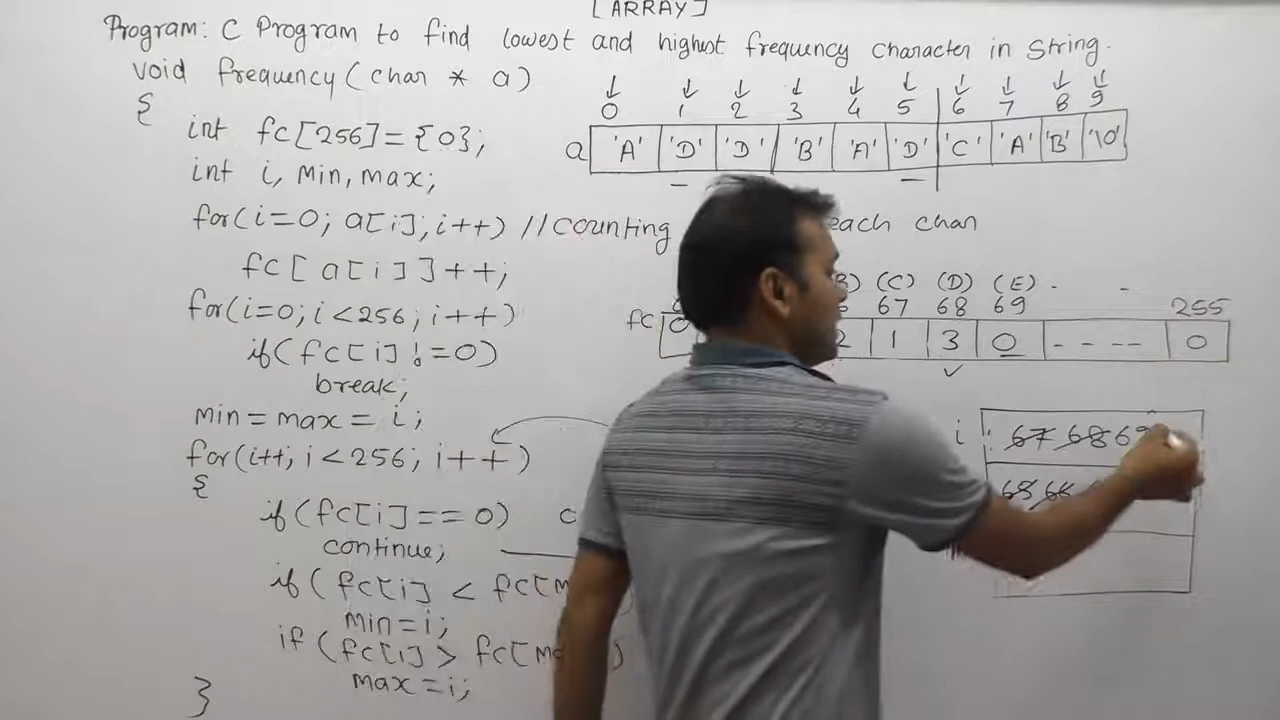 [ARRAY]
Program: C Program to find lowest and highest frequency character in String.
void frequency(char * a)
{
int fc[256]={0};
int i, min, max;
for(i=0; a[i]; i++) //counting each char
fc[a[i]]++;
for(i=0; i<256; i++)
if(fc[i]!=0)
break;
min=max=i;
for(i++; i<256; i++)
{
if(fc[i]==0)
continue;
if(fc[i] < fc[m
min=i;
if(fc[i] > fc[m )
max=i;
}
0 1 2 3 4 5 6 7 8 9
a 'A' 'D' 'D' 'B' 'A' 'D' 'C' 'A' 'B' '\0'
B) (C) (D) (E)
67 68 69 255
fc 0 2 1 3 0 ---- 0
i 67 68 69